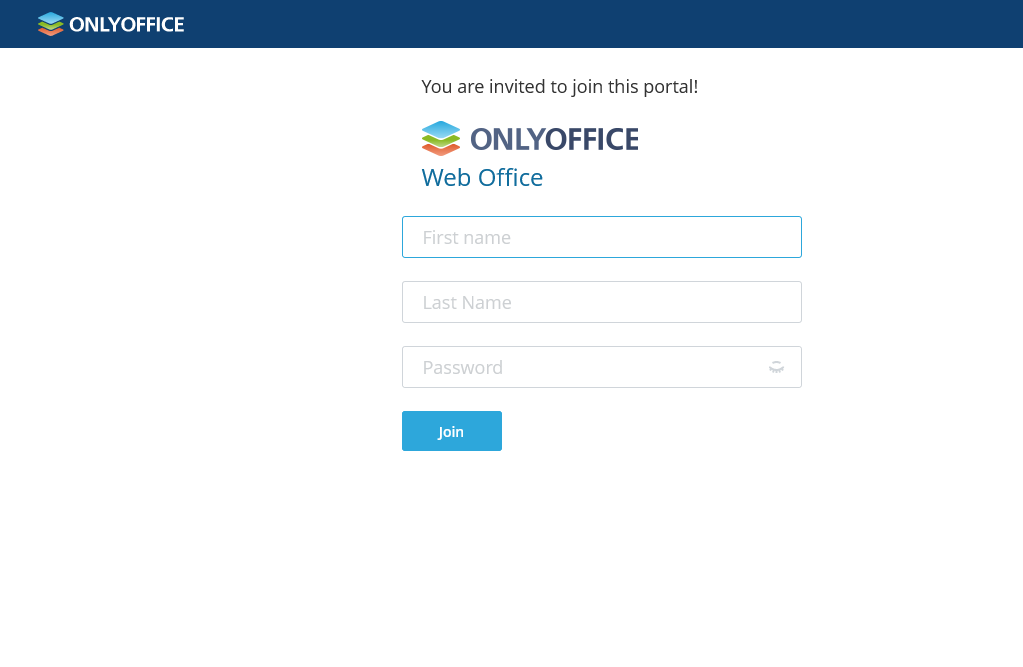 ONLYOFFICE
You are invited to join this portal!
ONLYOFFICE
Web Office
First name
Last Name
Password
Join